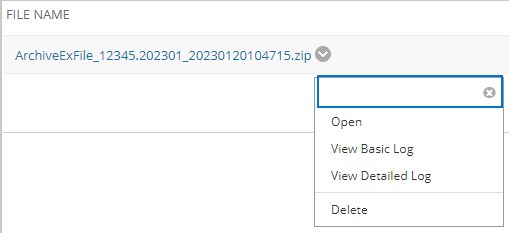 FILE NAME
ArchiveExFile_12345.202301_20230120104715.zip
Open
View Basic Log
View Detailed Log
Delete